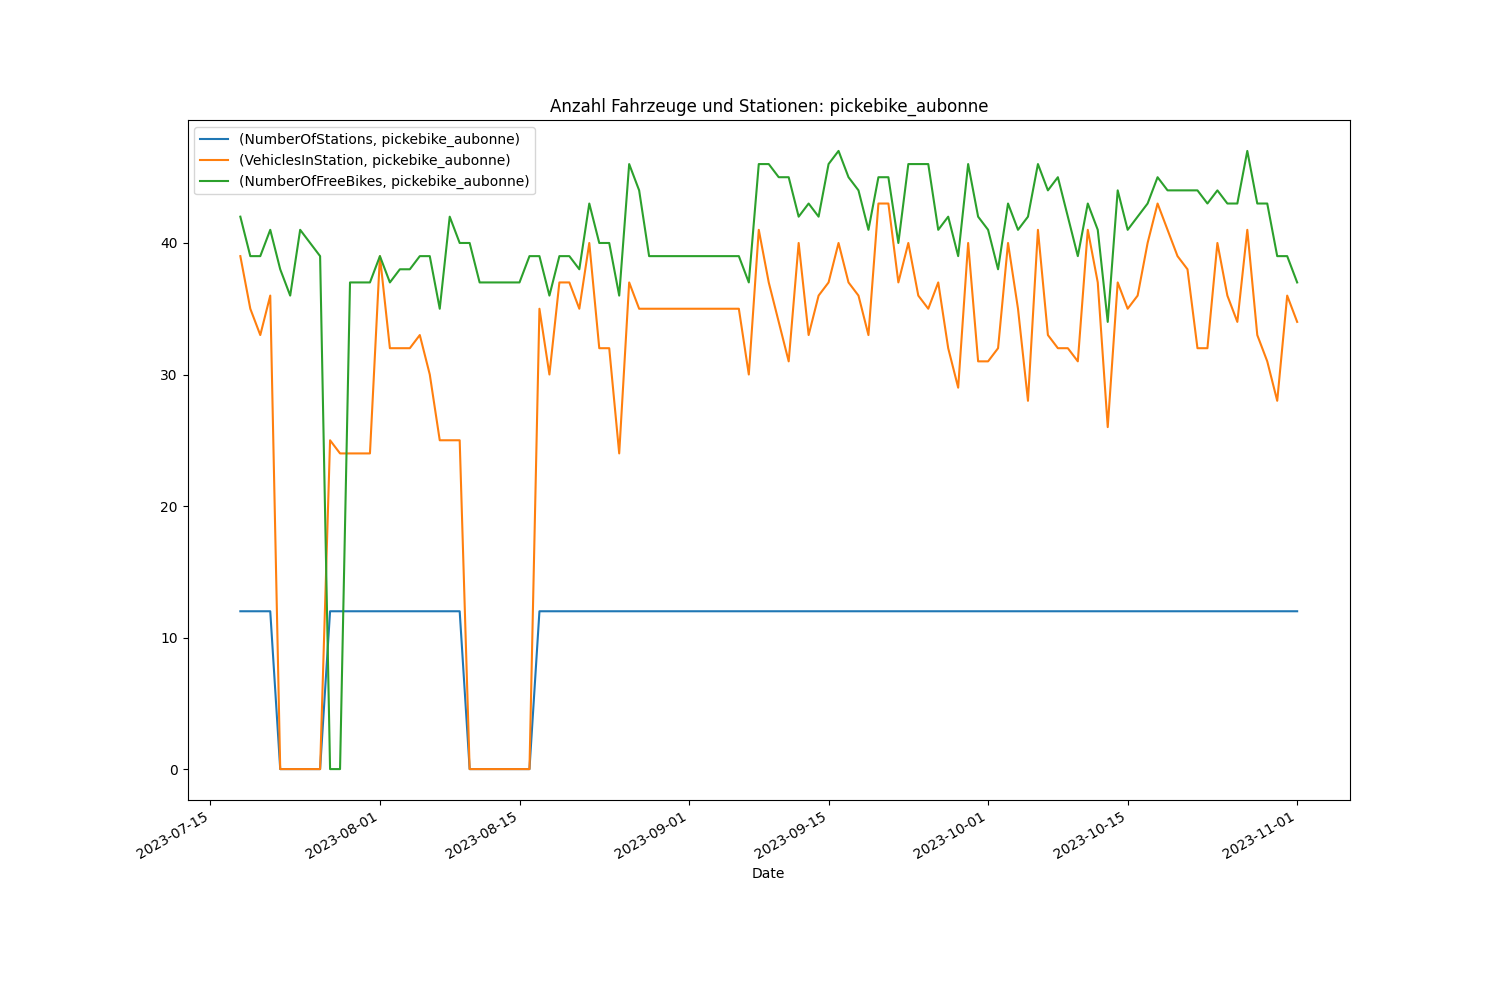 Anzahl Fahrzeuge und Stationen: pickebike_aubonne
(NumberOfStations, pickebike_aubonne)
(VehiclesInStation, pickebike_aubonne)
(NumberOfFreeBikes, pickebike_aubonne)
40
30
20
10
0
2023-07-15
2023-08-01
2023-08-15
2023-09-01
2023-09-15
2023-10-01
2023-10-15
2023-11-01
Date